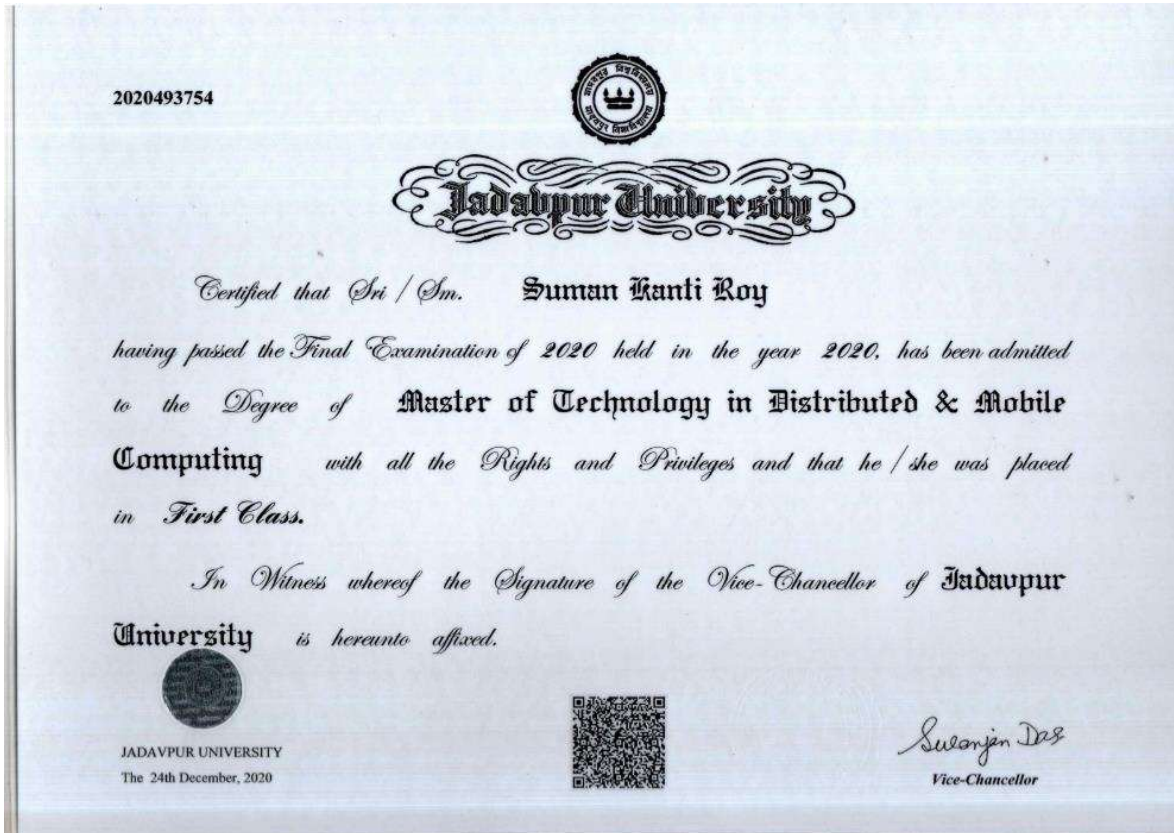 2020493754
যাদবপুর বিশ্ববিদ্যালয়
Jadavpur University
Certified that Sri / Sm. Suman Kanti Roy
having passed the Final Examination of 2020 held in the year 2020, has been admitted
to the Degree of Master of Technology in Distributed & Mobile
Computing with all the Rights and Privileges and that he / she was placed
in First Class.
In Witness whereof the Signature of the Vice-Chancellor of Jadavpur
University is hereunto affixed.
JADAVPUR UNIVERSITY
The 24th December, 2020
Suranjan Das
Vice-Chancellor